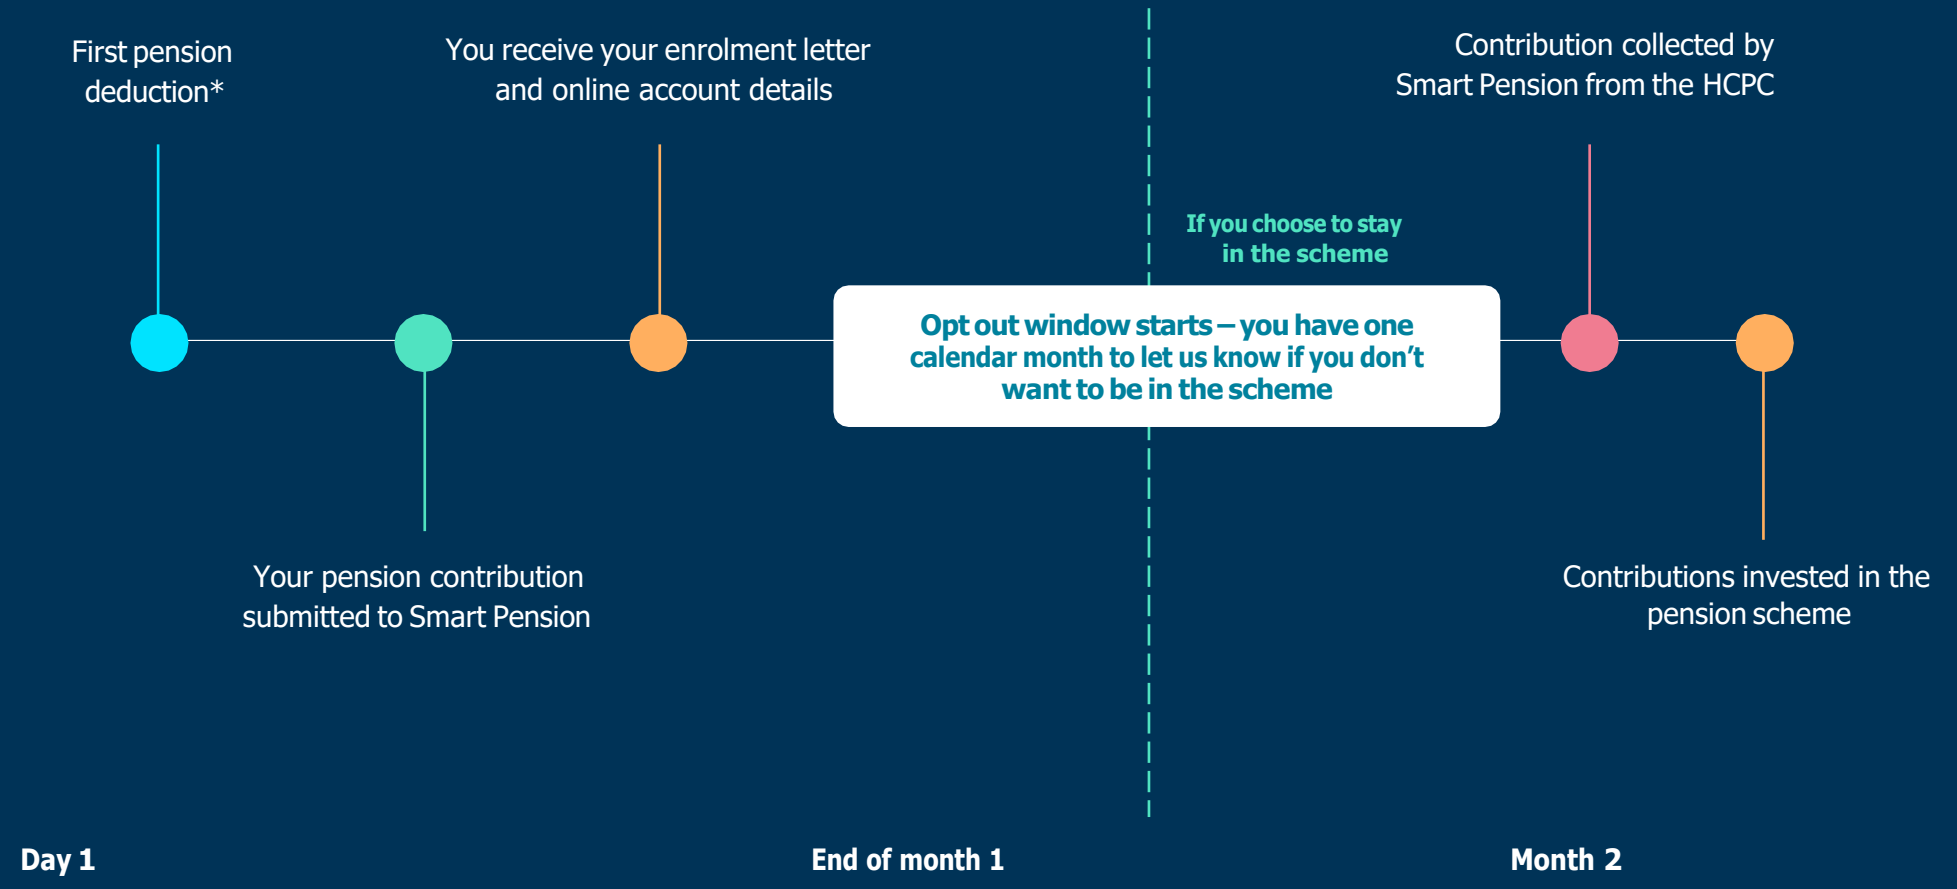 First pension
deduction*
You receive your enrolment letter
and online account details
Contribution collected by
Smart Pension from the HCPC
If you choose to stay
in the scheme
Opt out window starts – you have one
calendar month to let us know if you don’t
want to be in the scheme
Your pension contribution
submitted to Smart Pension
Contributions invested in the
pension scheme
Day 1
End of month 1
Month 2